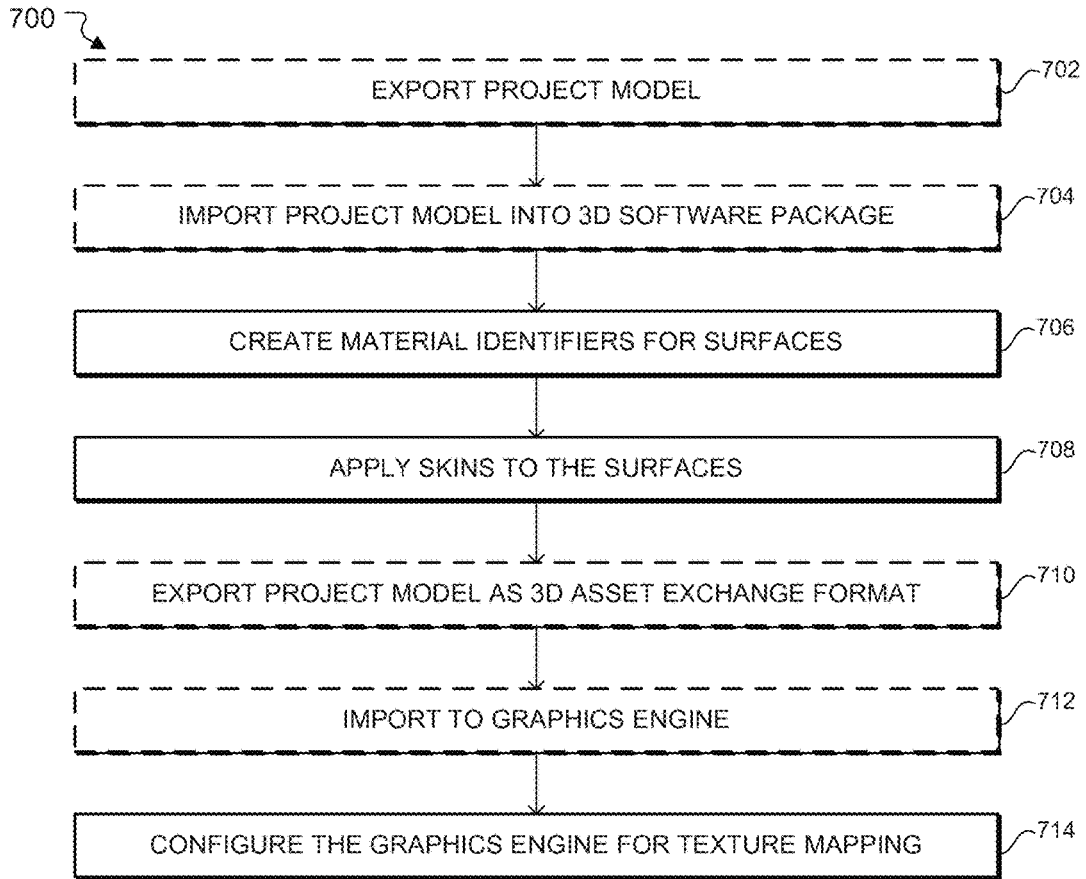 700
EXPORT PROJECT MODEL
702
IMPORT PROJECT MODEL INTO 3D SOFTWARE PACKAGE
704
CREATE MATERIAL IDENTIFIERS FOR SURFACES
706
APPLY SKINS TO THE SURFACES
708
EXPORT PROJECT MODEL AS 3D ASSET EXCHANGE FORMAT
710
IMPORT TO GRAPHICS ENGINE
712
CONFIGURE THE GRAPHICS ENGINE FOR TEXTURE MAPPING
714